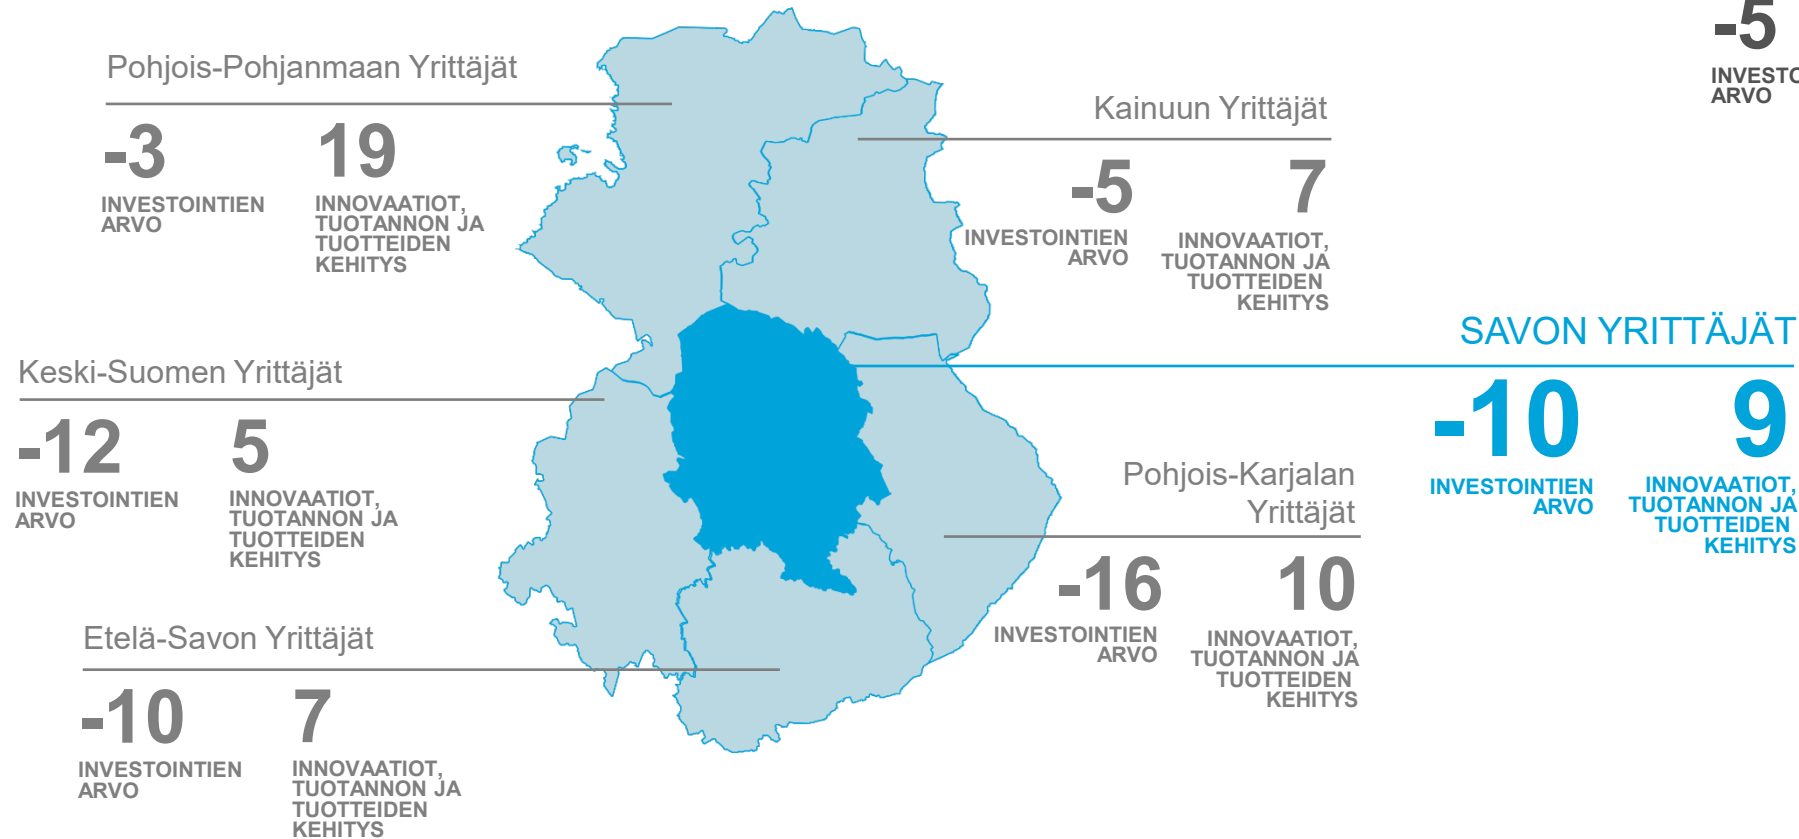 -5
ARVO
Pohjois-Pohjanmaan Yrittäjät
-3
INVESTOINTIEN
ARVO
19
INNOVAATIOT,
TUOTANNON JA
TUOTTEIDEN
KEHITYS
Kainuun Yrittäjät
-5
INVESTOINTIEN
ARVO
7
INNOVAATIOT,
TUOTANNON JA
TUOTTEIDEN
KEHITYS
SAVON YRITTÄJÄT
-10
INVESTOINTIEN
ARVO
9
INNOVAATIOT,
TUOTANNON JA
TUOTTEIDEN
KEHITYS
Keski-Suomen Yrittäjät
-12
INVESTOINTIEN
ARVO
5
INNOVAATIOT,
TUOTANNON JA
TUOTTEIDEN
KEHITYS
Pohjois-Karjalan
Yrittäjät
-16
INVESTOINTIEN
ARVO
10
INNOVAATIOT,
TUOTANNON JA
TUOTTEIDEN
KEHITYS
Etelä-Savon Yrittäjät
-10
INVESTOINTIEN
ARVO
7
INNOVAATIOT,
TUOTANNON JA
TUOTTEIDEN
KEHITYS